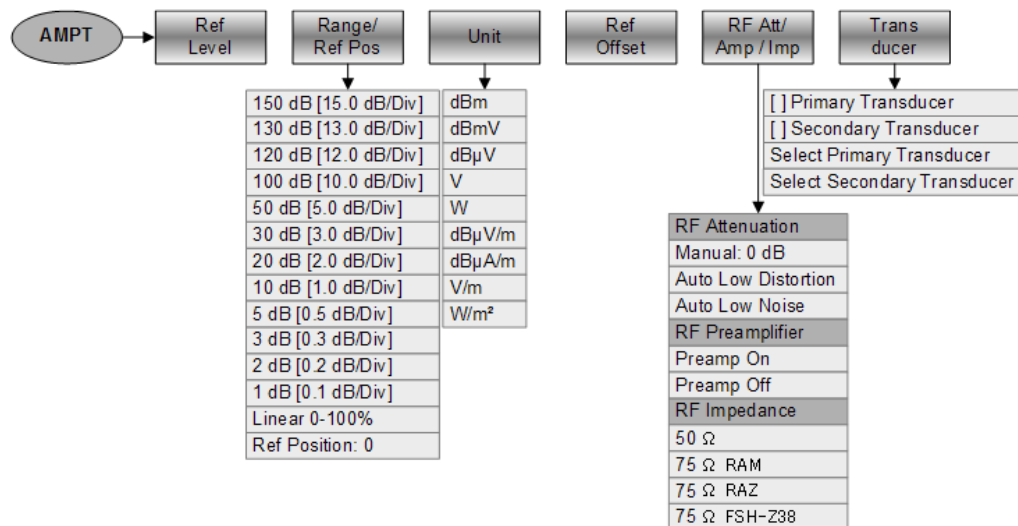 AMPT
Ref
Level
Range/
Ref Pos
Unit
Ref
Offset
RF Att/
Amp / Imp
Trans
ducer
150 dB [15.0 dB/Div]
130 dB [13.0 dB/Div]
120 dB [12.0 dB/Div]
100 dB [10.0 dB/Div]
50 dB [5.0 dB/Div]
30 dB [3.0 dB/Div]
20 dB [2.0 dB/Div]
10 dB [1.0 dB/Div]
5 dB [0.5 dB/Div]
3 dB [0.3 dB/Div]
2 dB [0.2 dB/Div]
1 dB [0.1 dB/Div]
Linear 0-100%
Ref Position: 0
dBm
dBmV
dBµV
V
W
dBµV/m
dBµA/m
V/m
W/m²
RF Attenuation
Manual: 0 dB
Auto Low Distortion
Auto Low Noise
RF Preamplifier
Preamp On
Preamp Off
RF Impedance
50 Ω
75 Ω RAM
75 Ω RAZ
75 Ω FSH-Z38
[ ] Primary Transducer
[ ] Secondary Transducer
Select Primary Transducer
Select Secondary Transducer